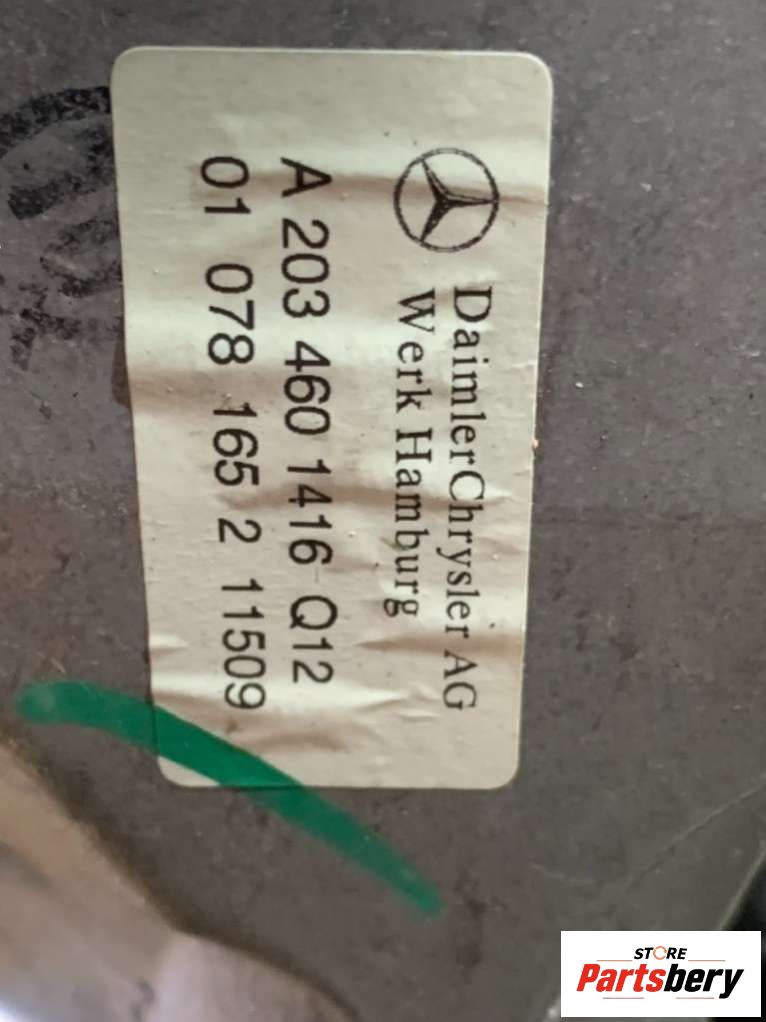 DaimlerChrysler AG
Werk Hamburg
A 203 460 1416 Q12
01 078 165 2 11509
STORE
Partsbery